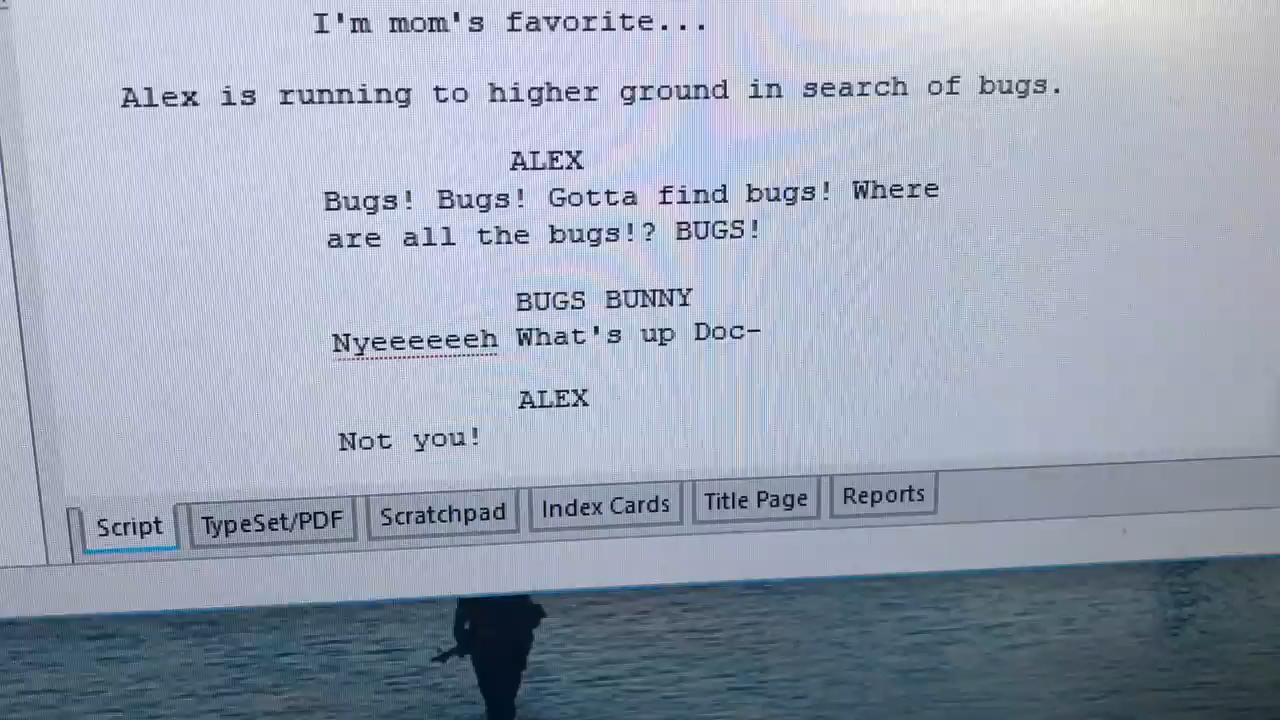 I'm mom's favorite...
Alex is running to higher ground in search of bugs.
ALEX
Bugs! Bugs! Gotta find bugs! Where
are all the bugs!? BUGS!
BUGS BUNNY
Nyeeeeeeh What's up Doc-
ALEX
Not you!
Script TypeSet/PDF Scratchpad Index Cards Title Page Reports